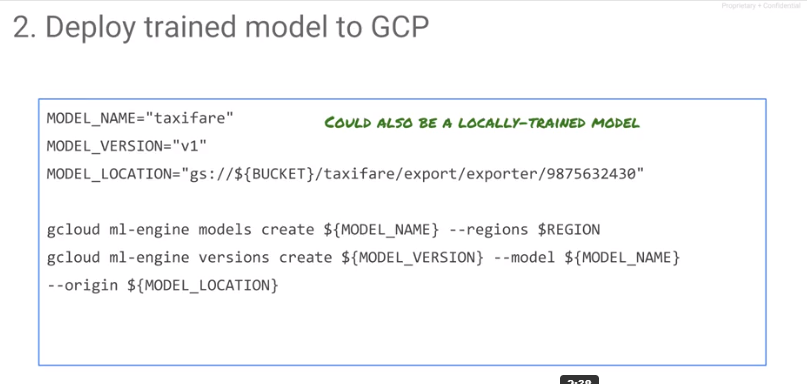 Proprietary + Confidential
2. Deploy trained model to GCP
MODEL_NAME="taxifare"
COULD ALSO BE A LOCALLY-TRAINED MODEL
MODEL_VERSION="v1"
MODEL_LOCATION="gs://${BUCKET}/taxifare/export/exporter/9875632430"
gcloud ml-engine models create ${MODEL_NAME} --regions $REGION
gcloud ml-engine versions create ${MODEL_VERSION} --model ${MODEL_NAME}
--origin ${MODEL_LOCATION}